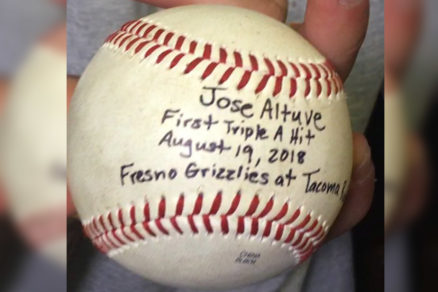 Jose Altuve
First Triple A Hit
August 19, 2018
Fresno Grizzlies at Tacoma